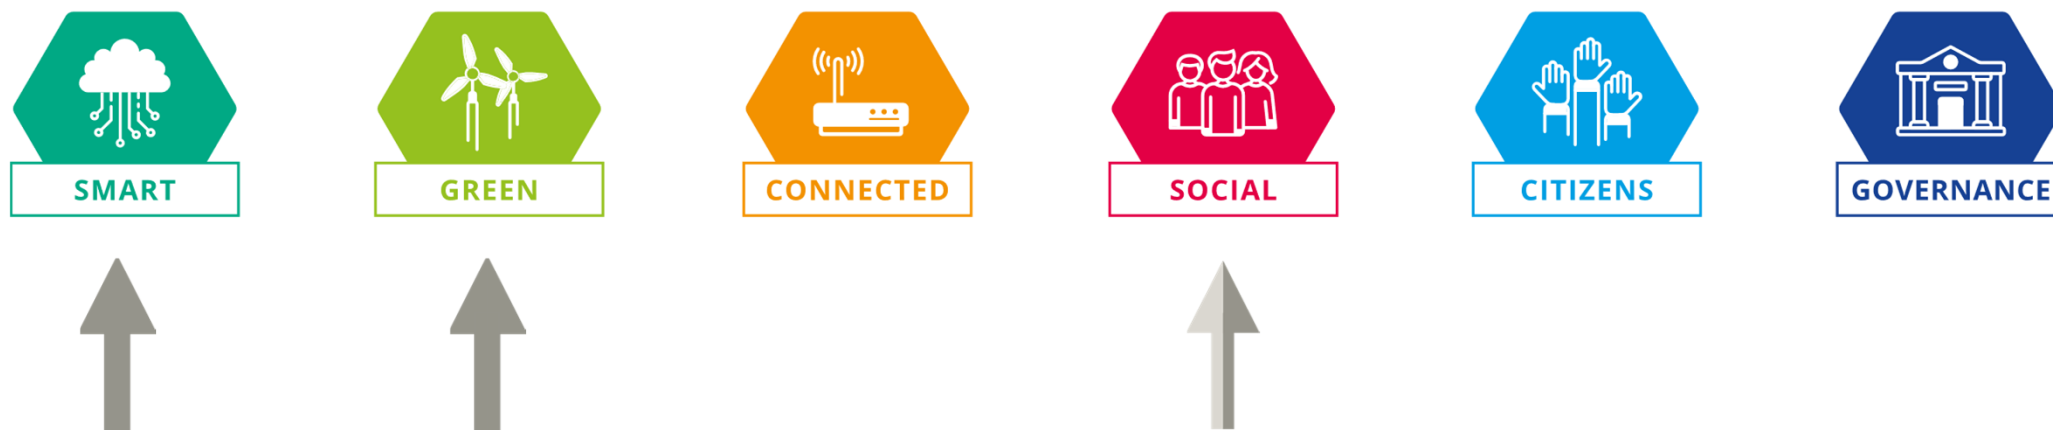 SMART
GREEN
CONNECTED
SOCIAL
CITIZENS
GOVERNANCE